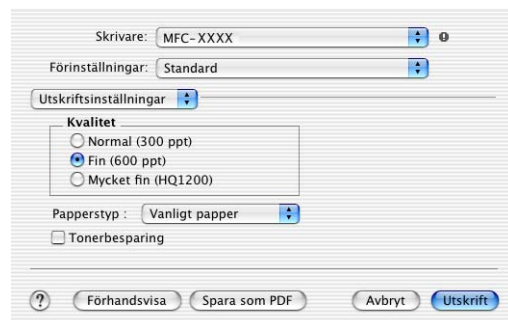 Skrivare: MFC-XXXX
Förinställningar: Standard
Utskriftsinställningar
Kvalitet
Normal (300 ppt)
Fin (600 ppt)
Mycket fin (HQ1200)
Papperstyp : Vanligt papper
Tonerbesparing
? Förhandsvisa Spara som PDF Avbryt Utskrift